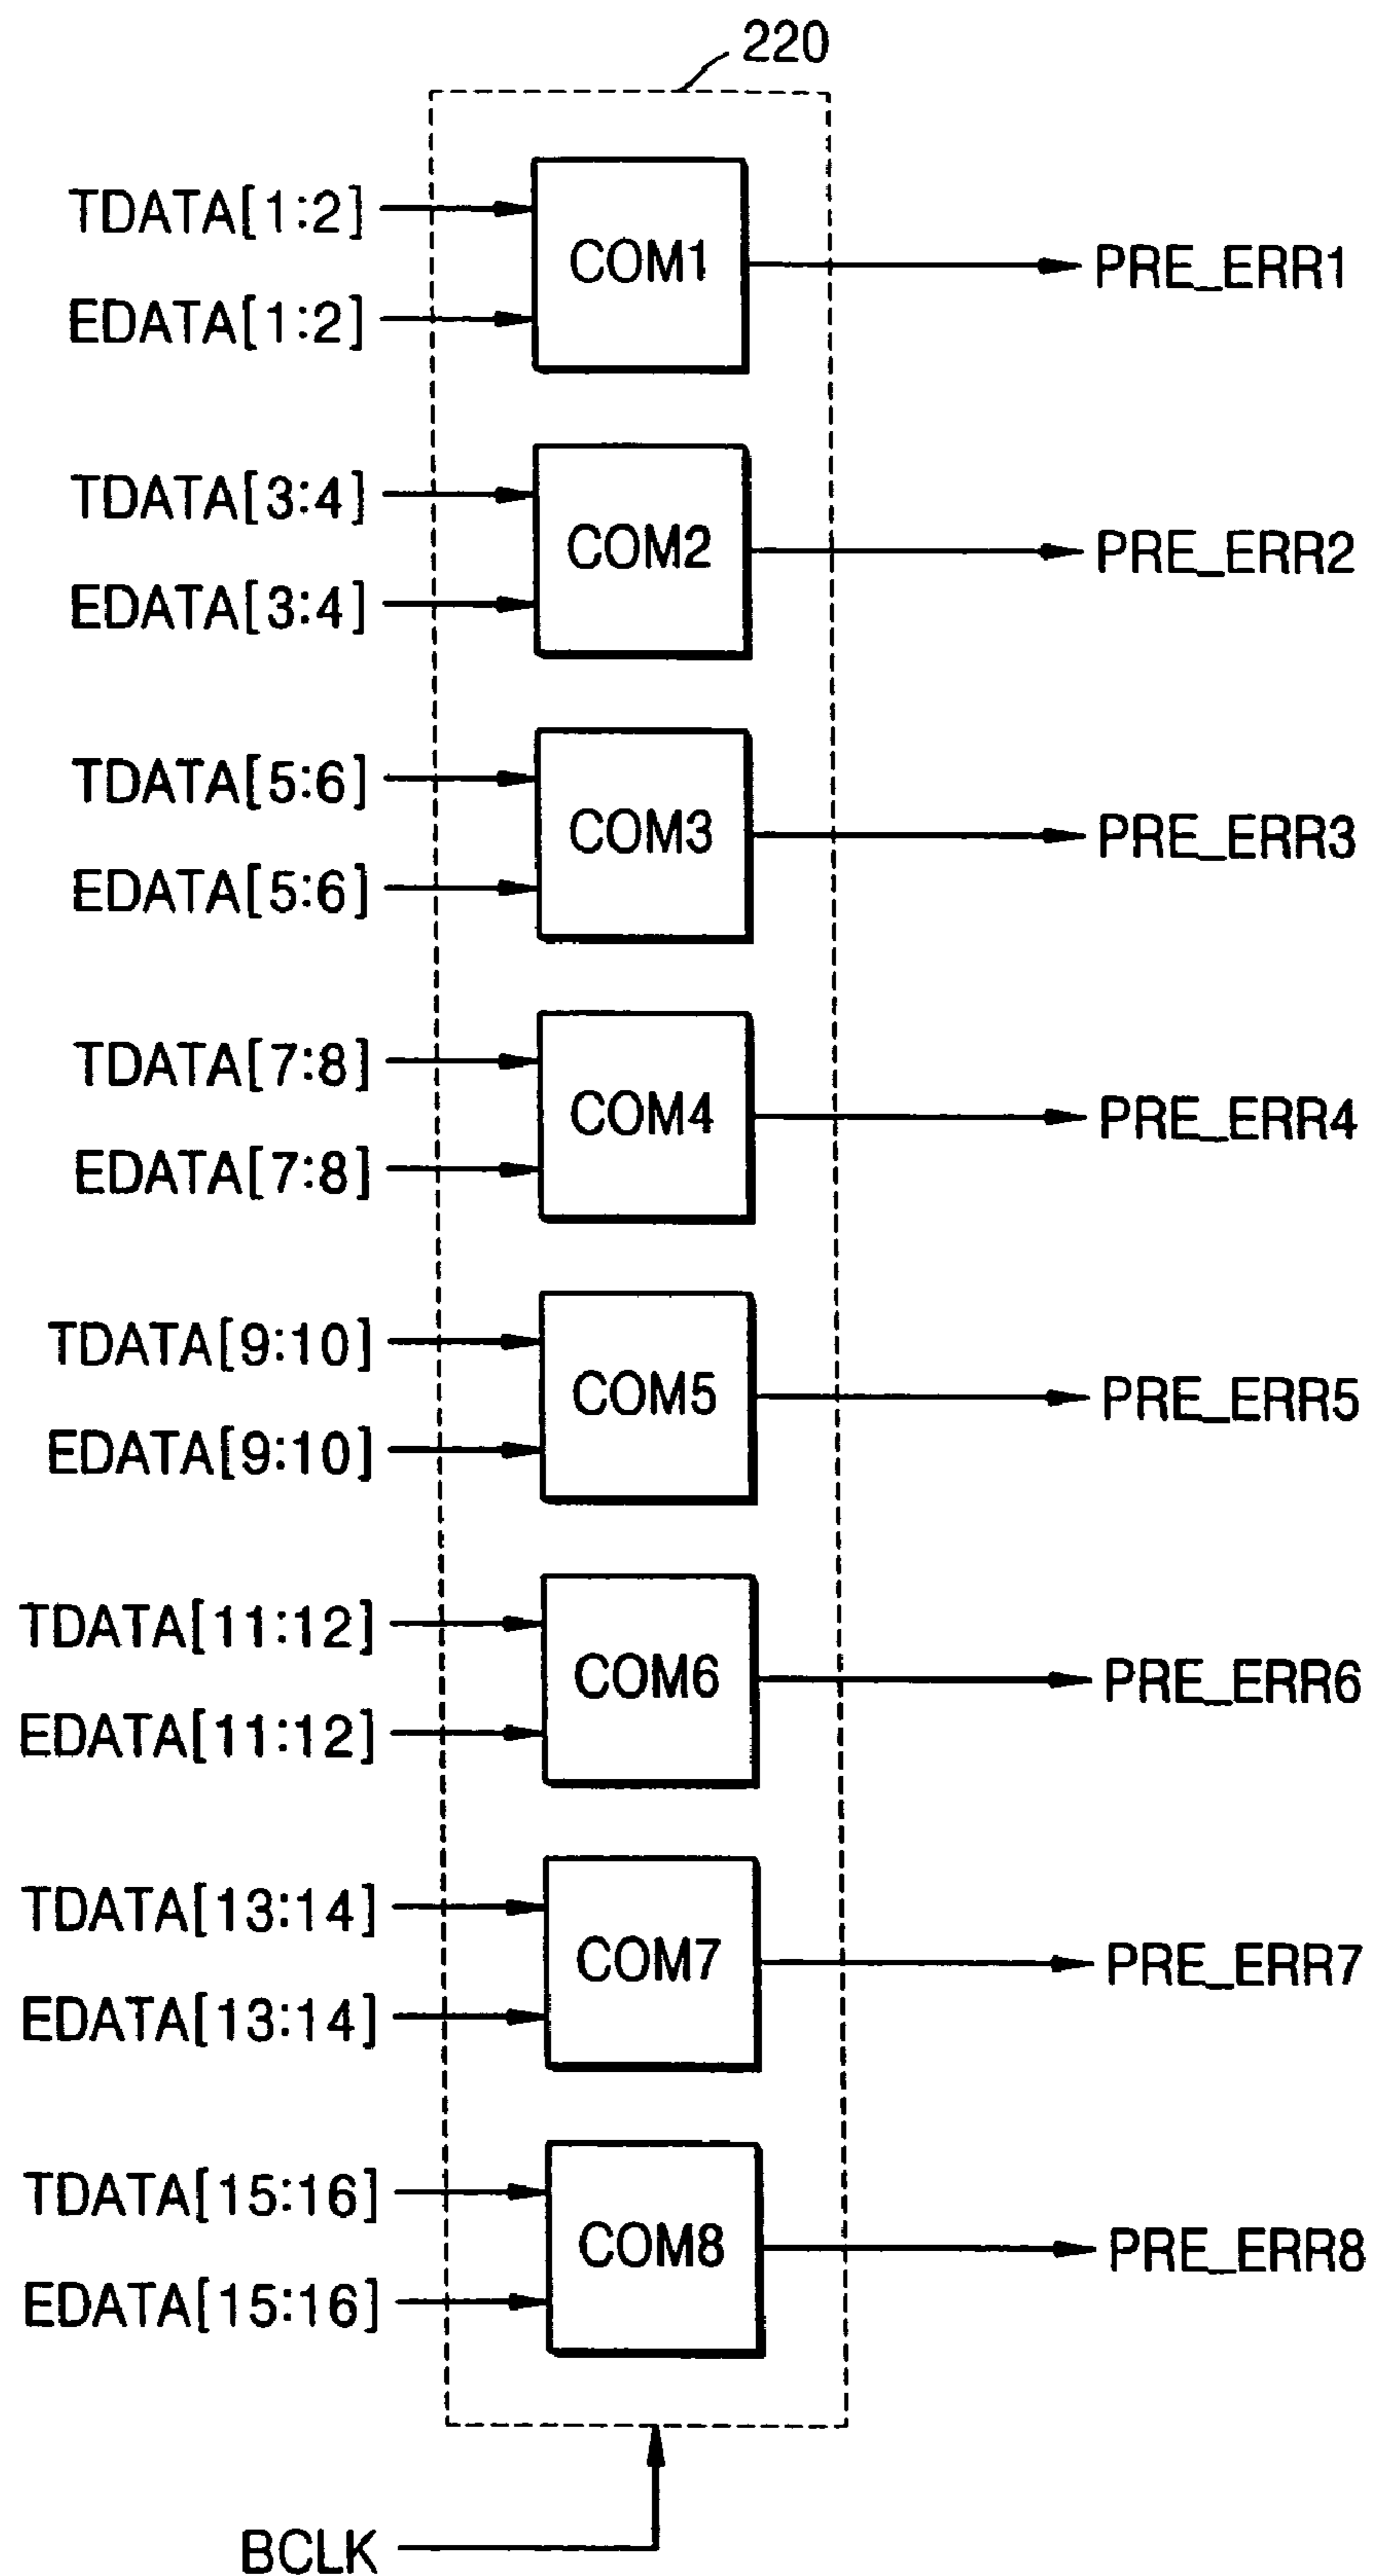 220
TDATA[1:2]
COM1
PRE_ERR1
EDATA[1:2]
TDATA[3:4]
COM2
PRE_ERR2
EDATA[3:4]
TDATA[5:6]
COM3
PRE_ERR3
EDATA[5:6]
TDATA[7:8]
COM4
PRE_ERR4
EDATA[7:8]
TDATA[9:10]
COM5
PRE_ERR5
EDATA[9:10]
TDATA[11:12]
COM6
PRE_ERR6
EDATA[11:12]
TDATA[13:14]
COM7
PRE_ERR7
EDATA[13:14]
TDATA[15:16]
COM8
PRE_ERR8
EDATA[15:16]
BCLK